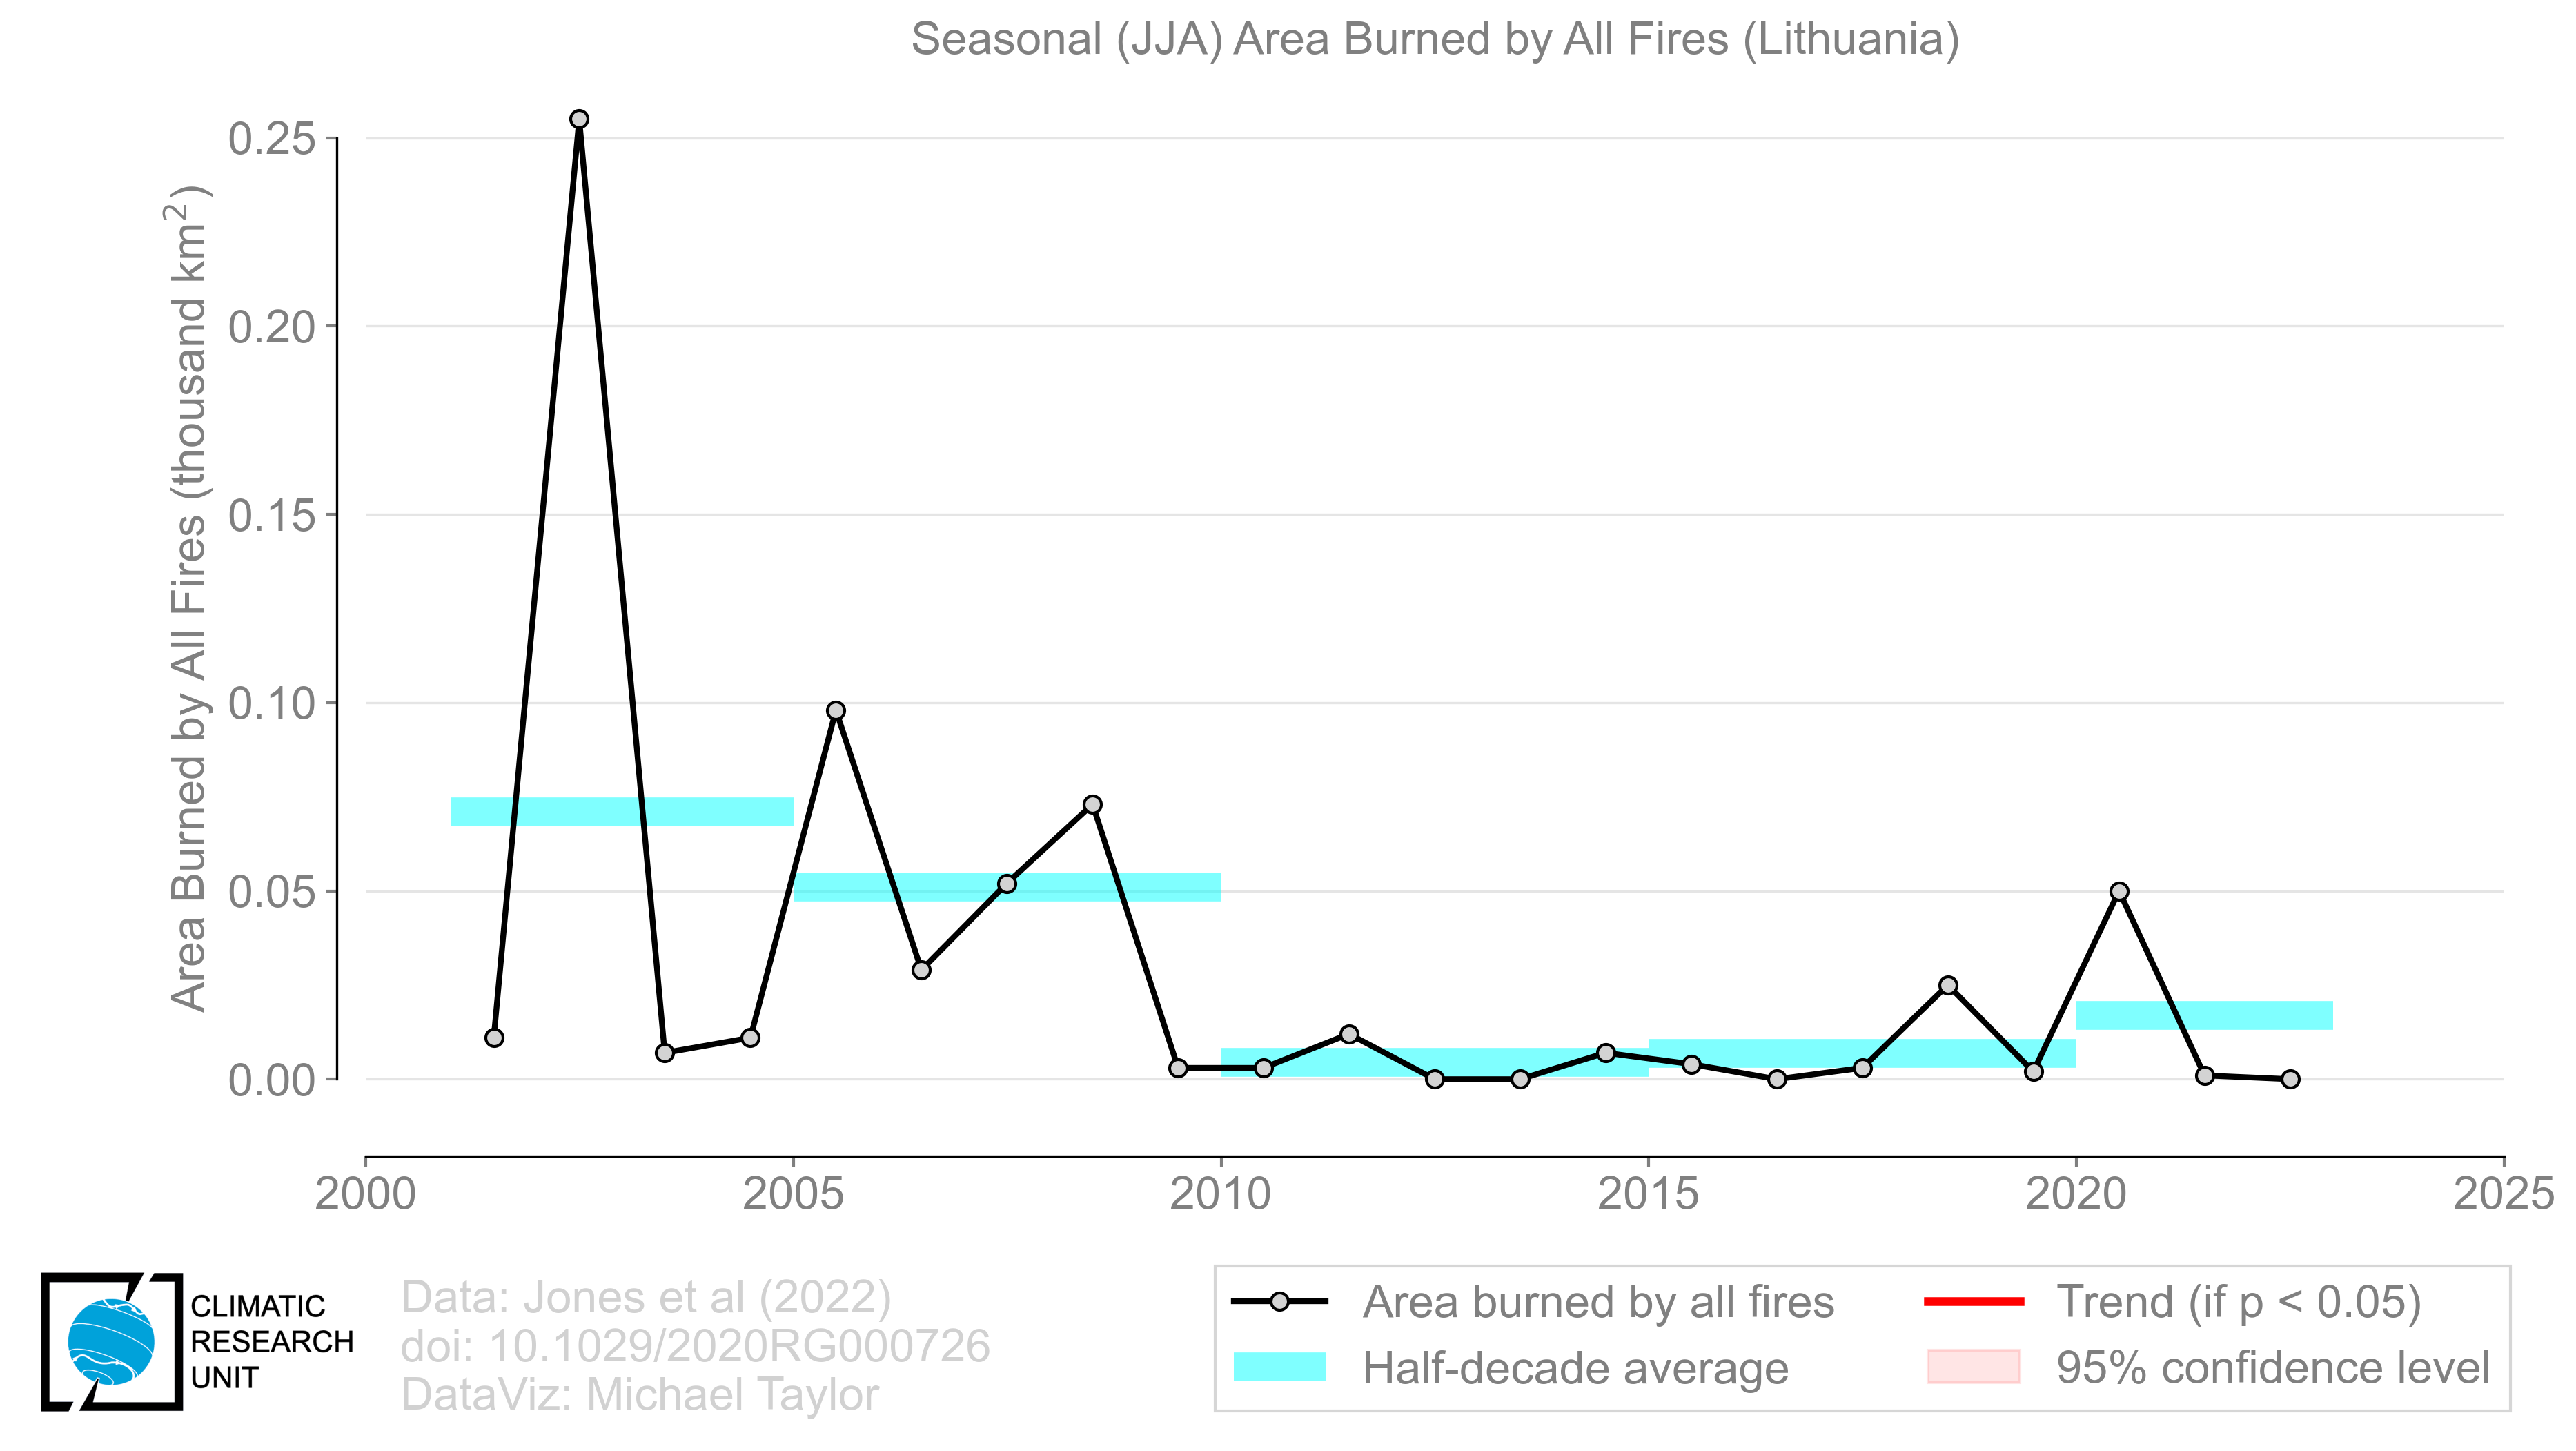 Seasonal (JJA) Area Burned by All Fires (Lithuania)
Area Burned by All Fires (thousand km²)
0.25
0.20
0.15
0.10
0.05
0.00
2000 2005 2010 2015 2020 2025
CLIMATIC
RESEARCH
UNIT
Data: Jones et al (2022)
doi: 10.1029/2020RG000726
DataViz: Michael Taylor
Area burned by all fires
Half-decade average
Trend (if p < 0.05)
95% confidence level